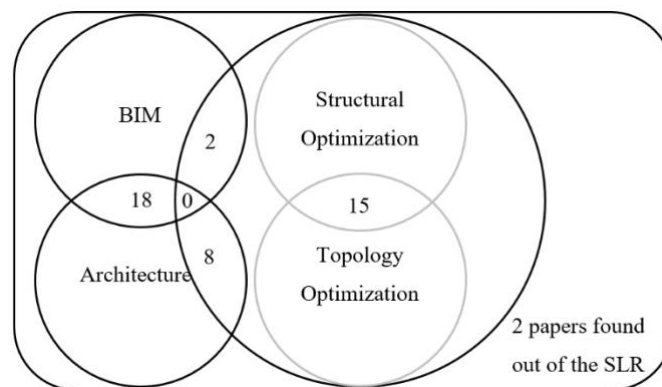 BIM
2
Structural
Optimization
18
0
15
8
Architecture
Topology
Optimization
2 papers found
out of the SLR